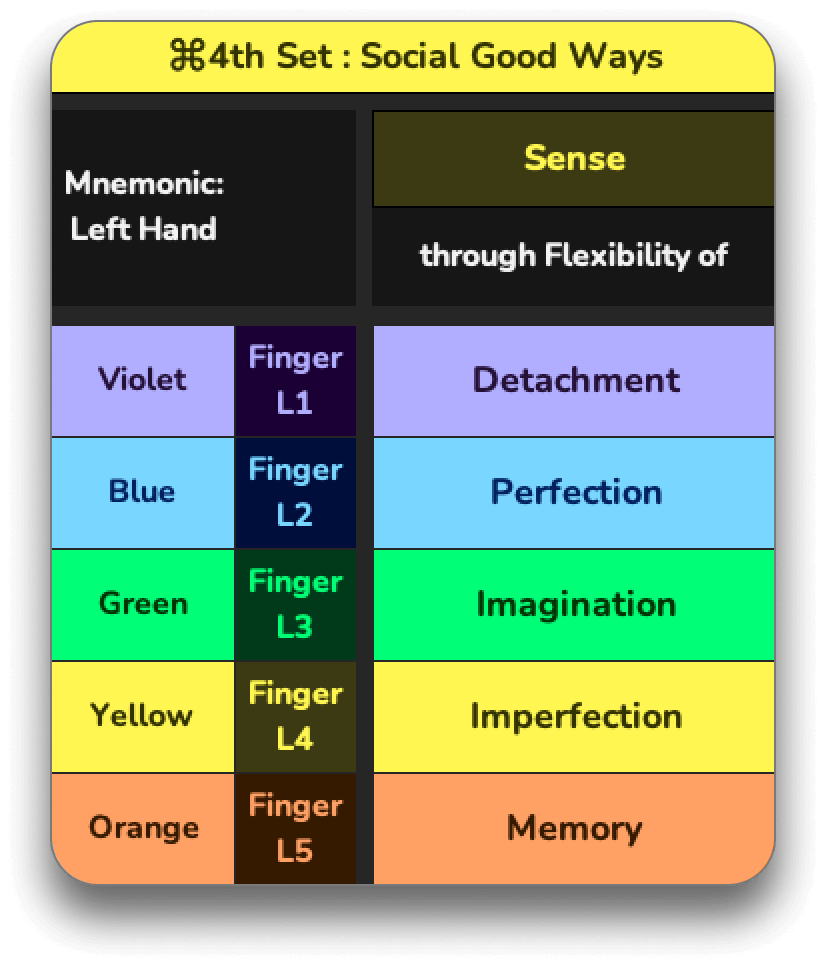 ⌘4th Set : Social Good Ways
Mnemonic:
Left Hand
Sense
through Flexibility of
Violet
Finger
L1
Detachment
Blue
Finger
L2
Perfection
Green
Finger
L3
Imagination
Yellow
Finger
L4
Imperfection
Orange
Finger
L5
Memory